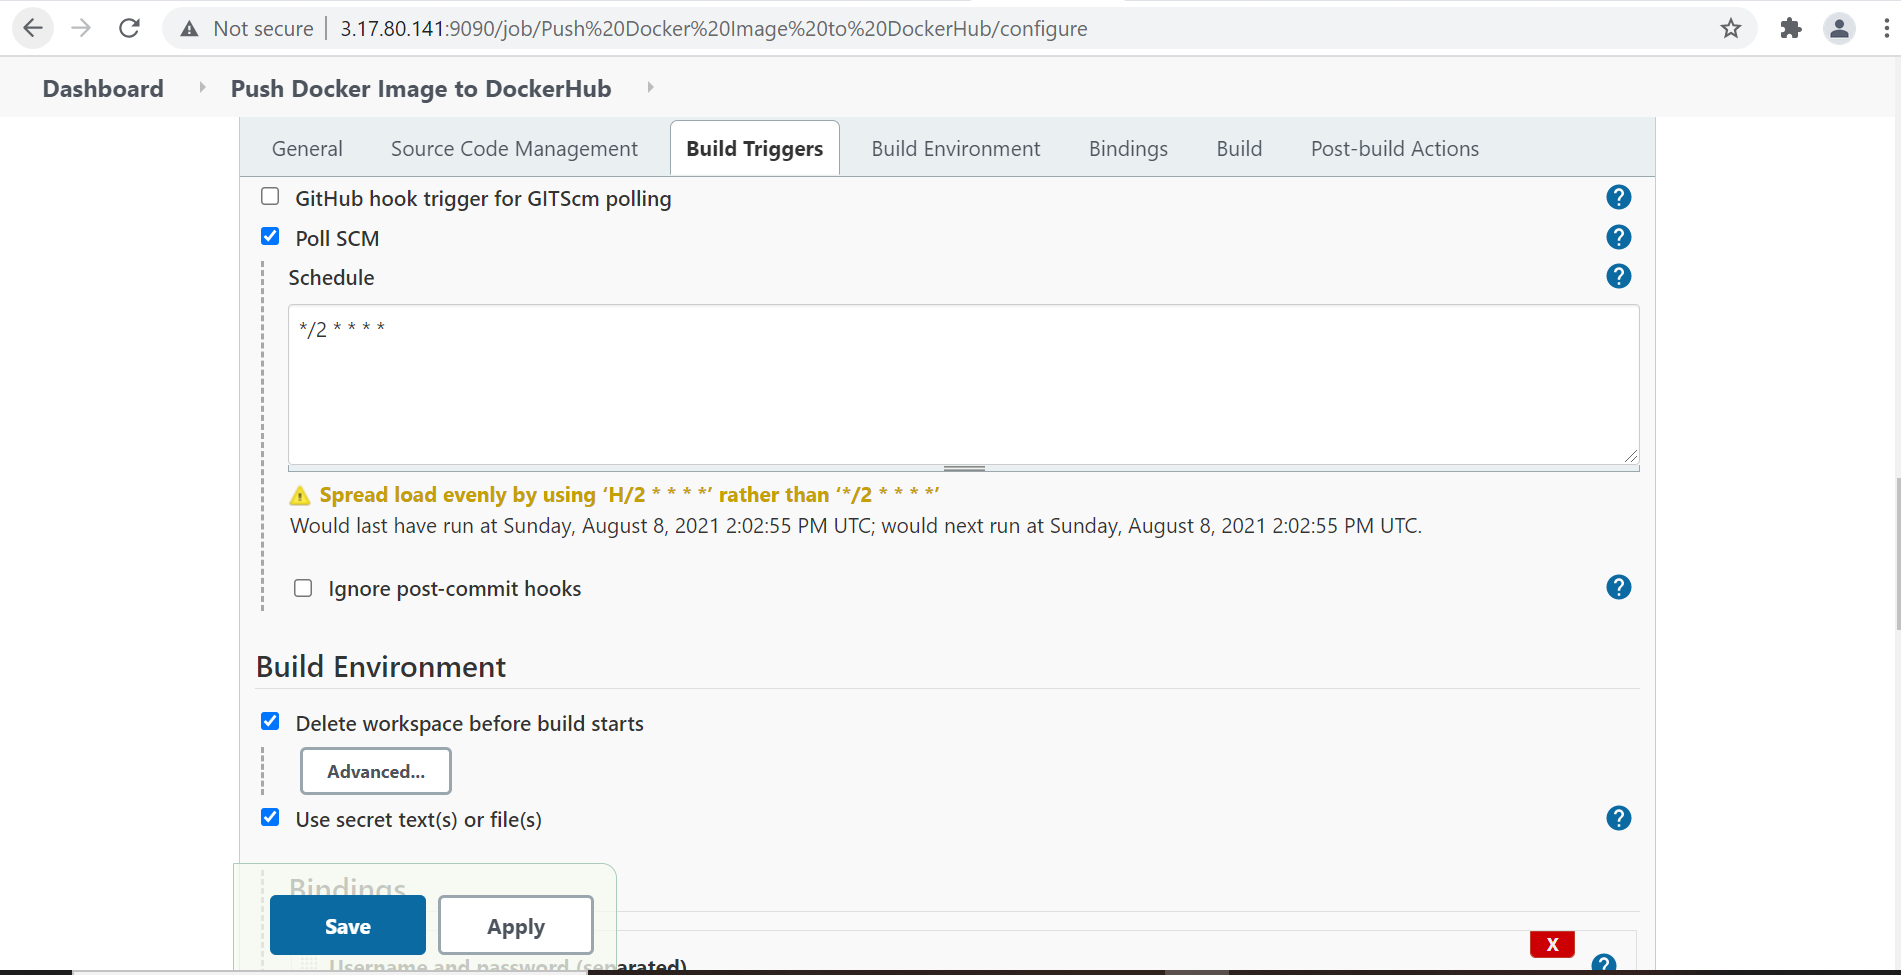 Not secure | 3.17.80.141:9090/job/Push%20Docker%20Image%20to%20DockerHub/configure
Dashboard Push Docker Image to DockerHub
General Source Code Management Build Triggers Build Environment Bindings Build Post-build Actions
GitHub hook trigger for GITScm polling ?
Poll SCM ?
Schedule ?
*/2 * * * *
Spread load evenly by using ‘H/2 * * * *’ rather than ‘*/2 * * * *’
Would last have run at Sunday, August 8, 2021 2:02:55 PM UTC; would next run at Sunday, August 8, 2021 2:02:55 PM UTC.
Ignore post-commit hooks ?
Build Environment
Delete workspace before build starts
Advanced...
Use secret text(s) or file(s) ?
Bindings
Save Apply
X
Username and password (separated) ?